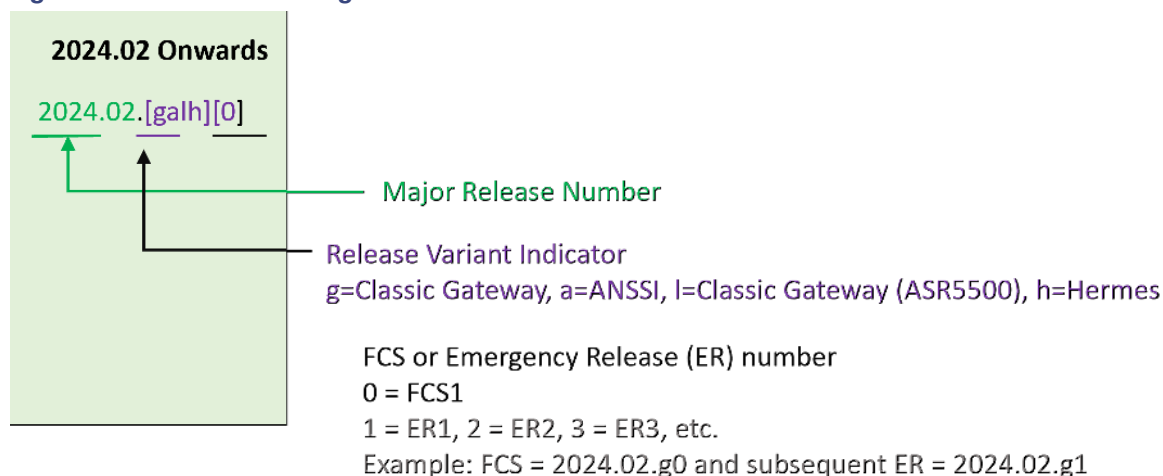 2024.02 Onwards
2024.02.[galh][0]
Major Release Number
Release Variant Indicator
g=Classic Gateway, a=ANSSI, l=Classic Gateway (ASR5500), h=Hermes
FCS or Emergency Release (ER) number
0 = FCS1
1 = ER1, 2 = ER2, 3 = ER3, etc.
Example: FCS = 2024.02.g0 and subsequent ER = 2024.02.g1